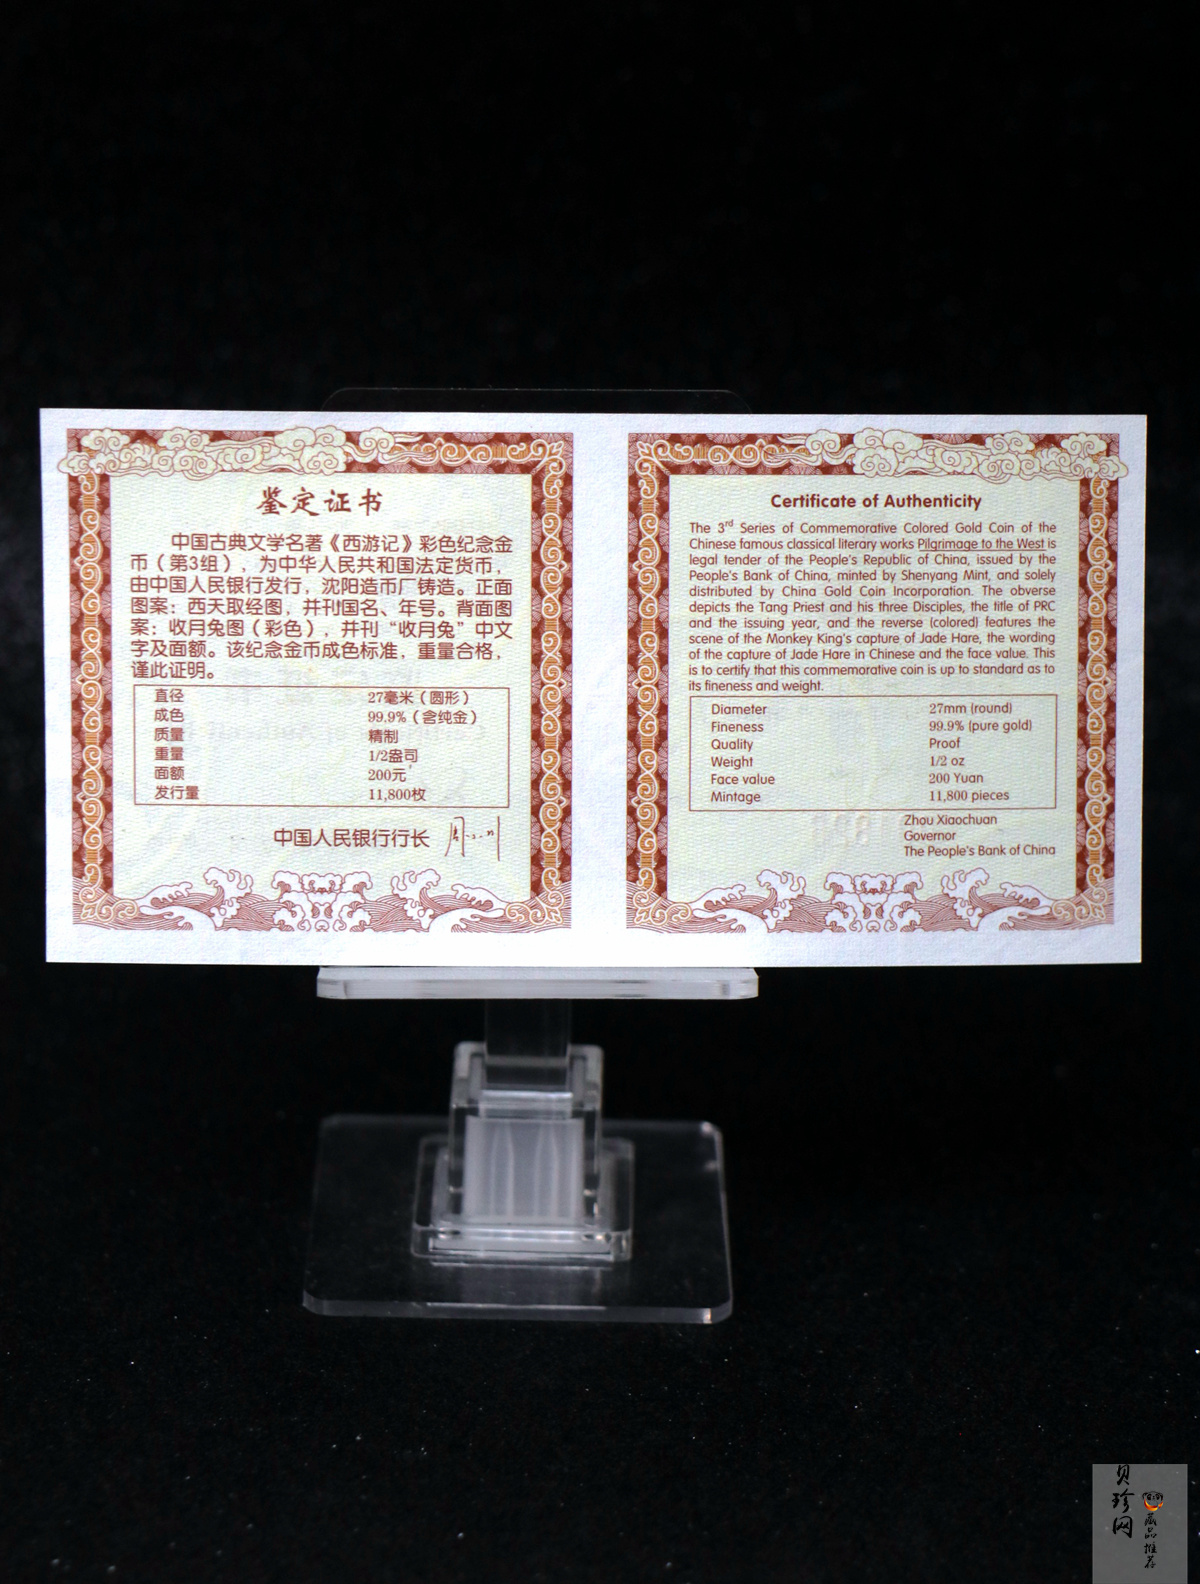 鉴定证书
中国古典文学名著《西游记》彩色纪念金
币（第3组），为中华人民共和国法定货币，
由中国人民银行发行，沈阳造币厂铸造。正面
图案：西天取经图，并刊国名、年号。背面图
案：收月兔图（彩色），并刊“收月兔”中文
字及面额。该纪念金币成色标准，重量合格，
谨此证明。
直径 27毫米（圆形）
成色 99.9%（含纯金）
质量 精制
重量 1/2盎司
面额 200元
发行量 11,800枚
中国人民银行行长
Certificate of Authenticity
The 3rd Series of Commemorative Colored Gold Coin of the
Chinese famous classical literary works Pilgrimage to the West is
legal tender of the People's Republic of China, issued by the
People's Bank of China, minted by Shenyang Mint, and solely
distributed by China Gold Coin Incorporation. The obverse
depicts the Tang Priest and his three Disciples, the title of PRC
and the issuing year, and the reverse (colored) features the
scene of the Monkey King's capture of Jade Hare, the wording
of the capture of Jade Hare in Chinese and the face value. This
is to certify that this commemorative coin is up to standard as to
its fineness and weight.
Diameter 27mm (round)
Fineness 99.9% (pure gold)
Quality Proof
Weight 1/2 oz
Face value 200 Yuan
Mintage 11,800 pieces
Zhou Xiaochuan
Governor
The People's Bank of China
贝珍网
藏品推荐